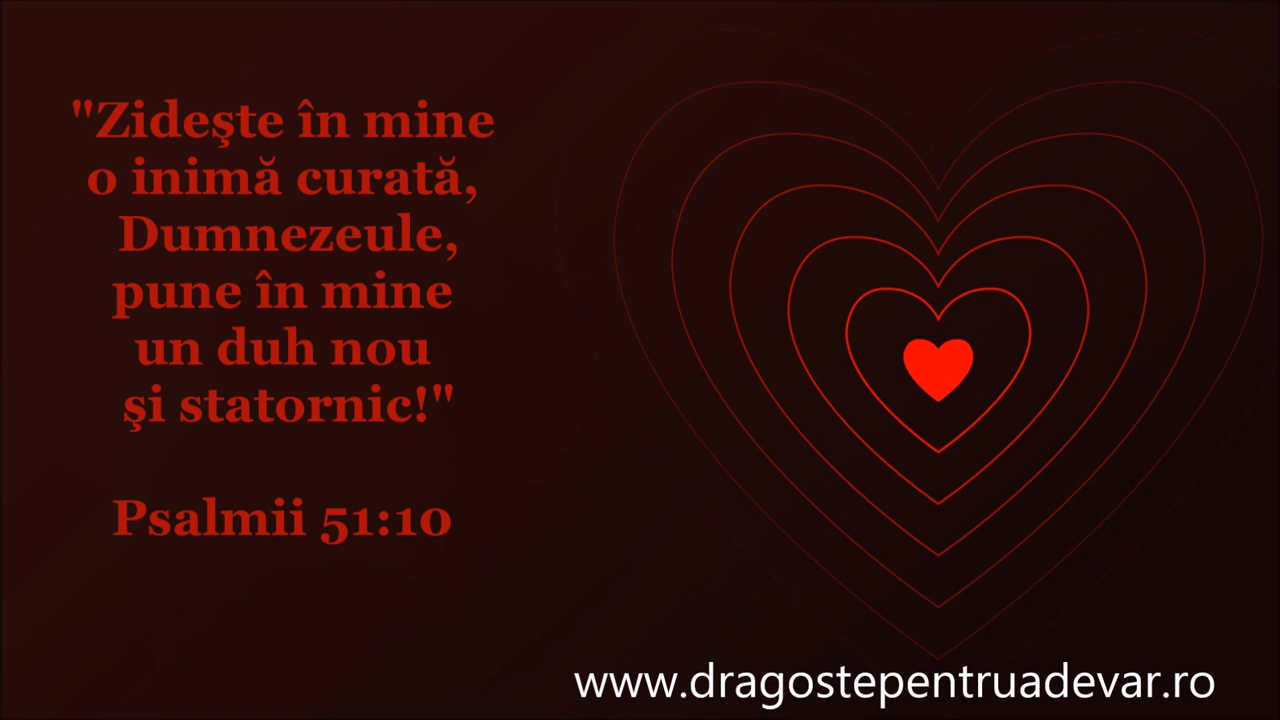 "Zideşte în mine
o inimă curată,
Dumnezeule,
pune în mine
un duh nou
şi statornic!"
Psalmii 51:10
www.dragostepentruadevar.ro